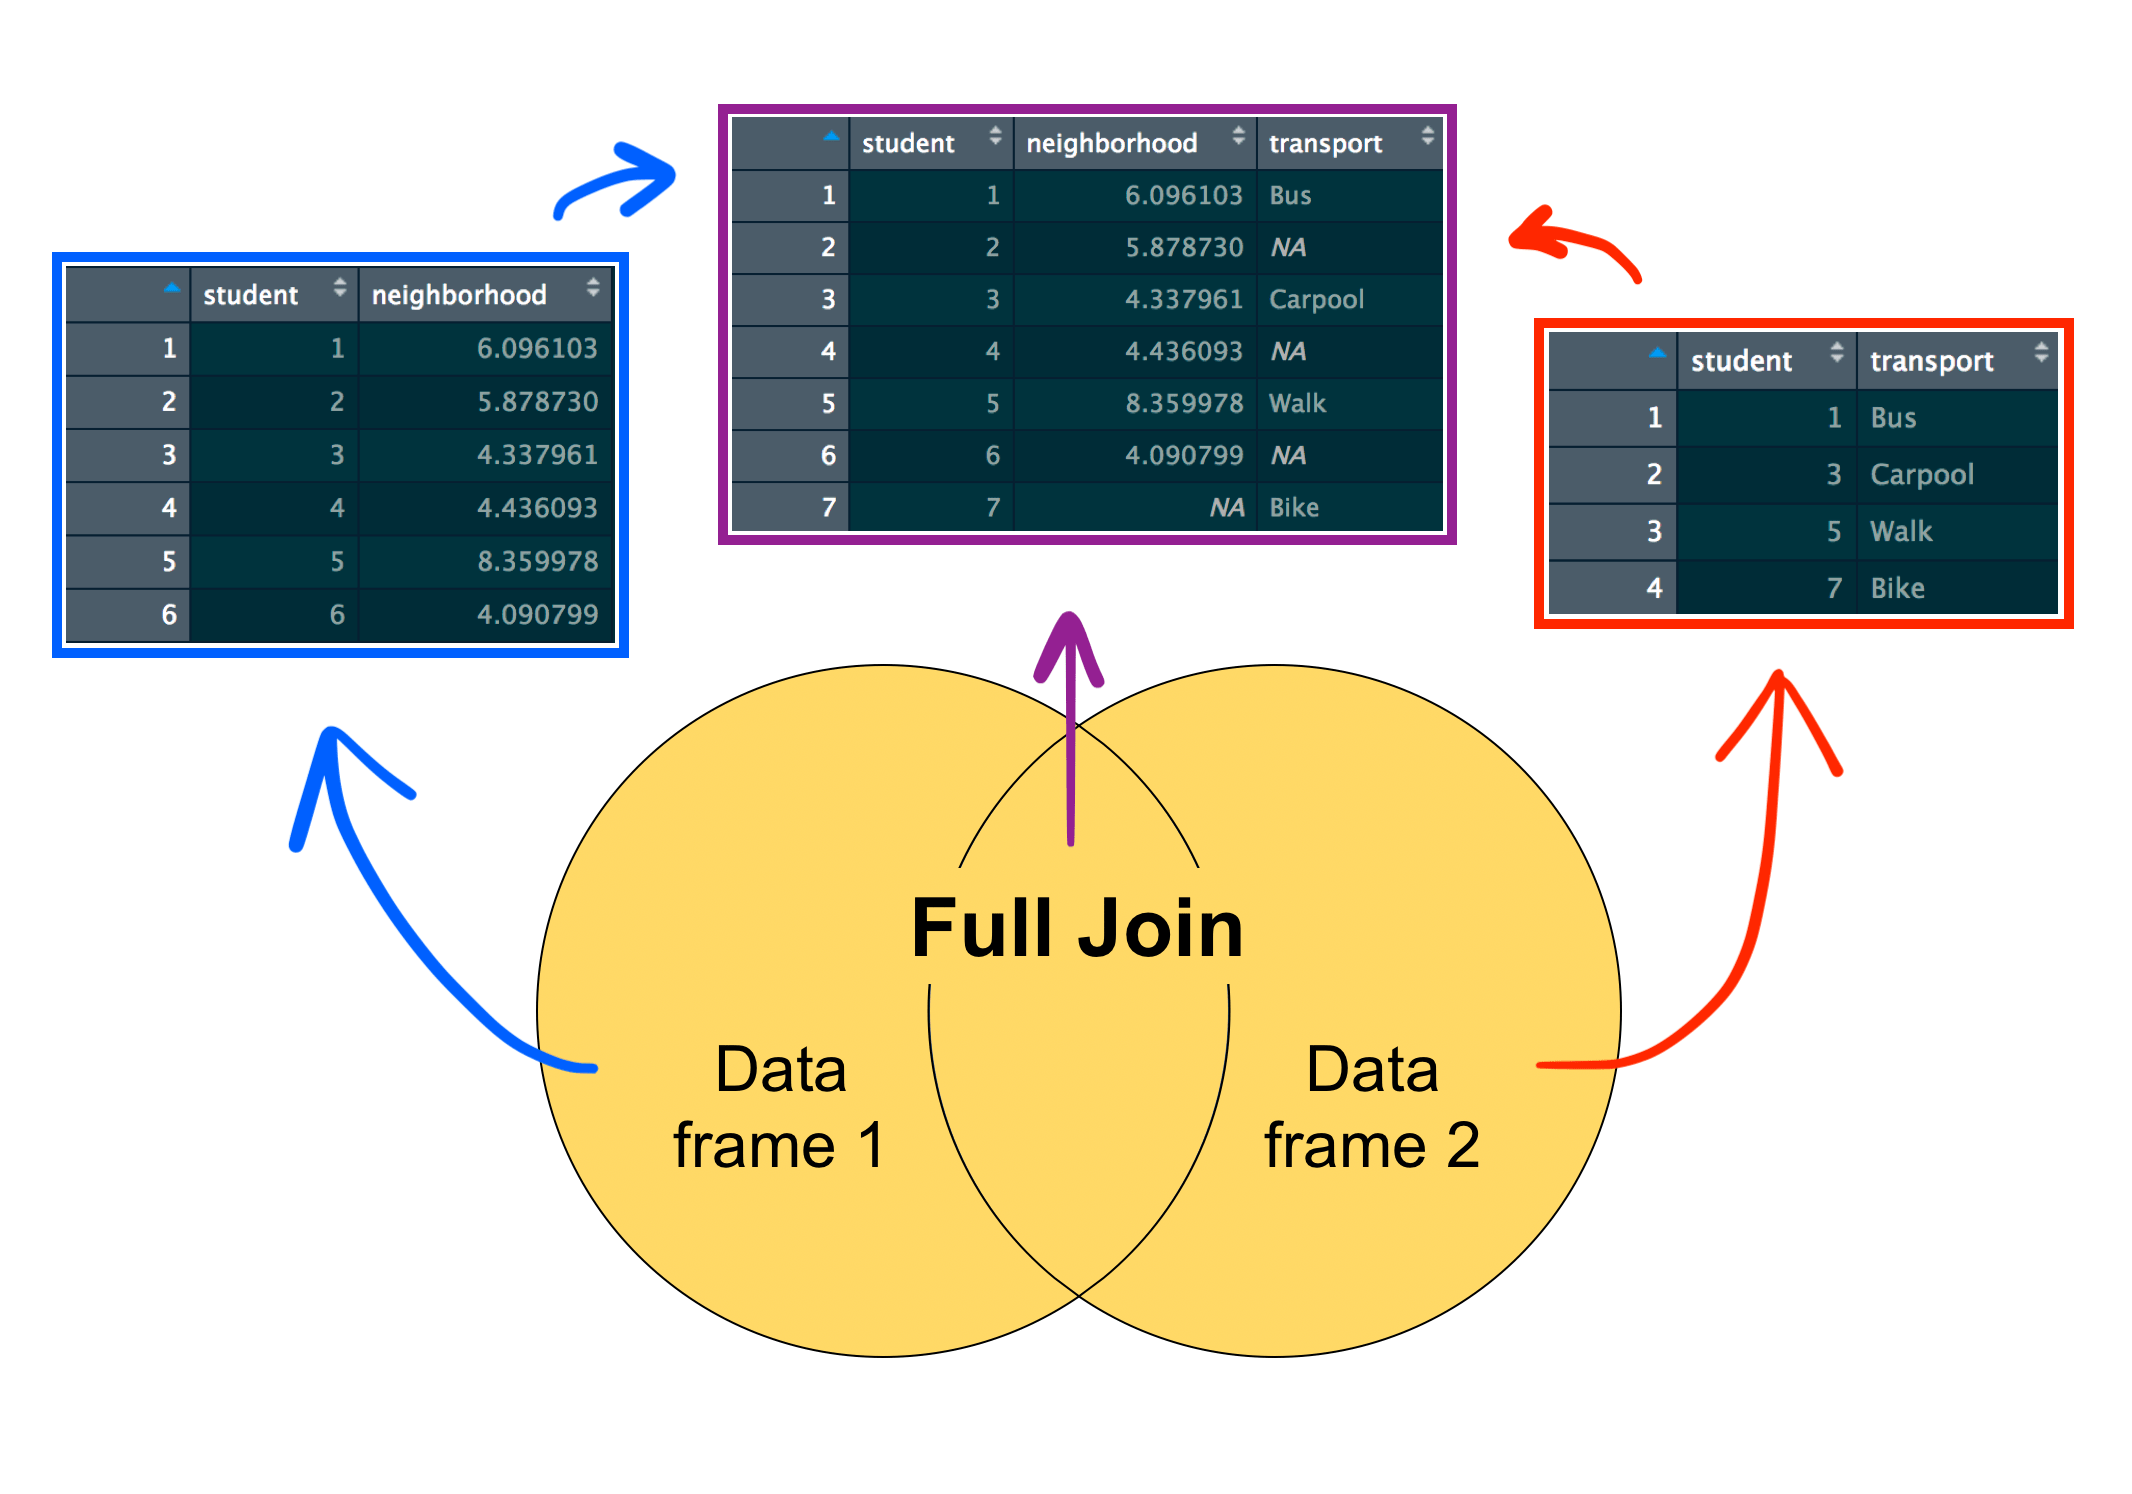 student neighborhood transport
1 1 6.096103 Bus
2 2 5.878730 NA
3 3 4.337961 Carpool
4 4 4.436093 NA
5 5 8.359978 Walk
6 6 4.090799 NA
7 7 NA Bike
student neighborhood
1 1 6.096103
2 2 5.878730
3 3 4.337961
4 4 4.436093
5 5 8.359978
6 6 4.090799
student transport
1 1 Bus
2 3 Carpool
3 5 Walk
4 7 Bike
Full Join
Data
frame 1
Data
frame 2